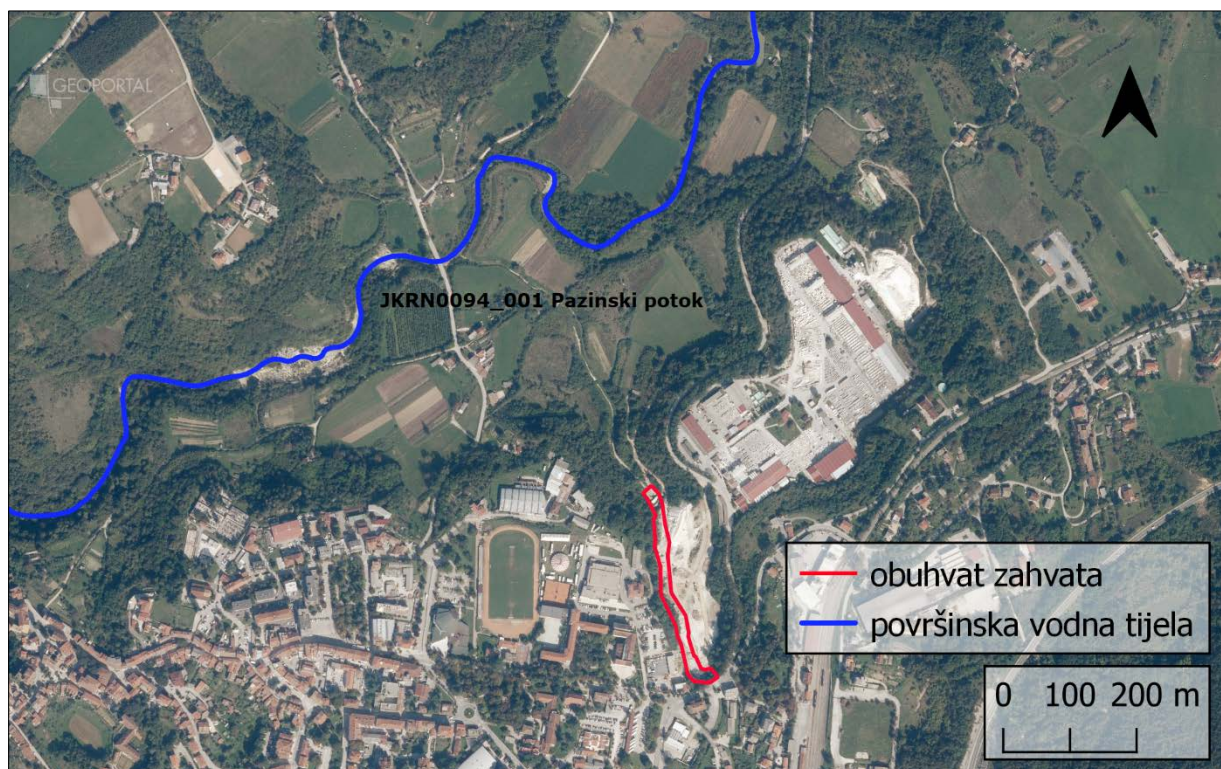 GEOPORTAL
JKRN0094_001 Pazinski potok
obuhvat zahvata
površinska vodna tijela
0 100 200 m